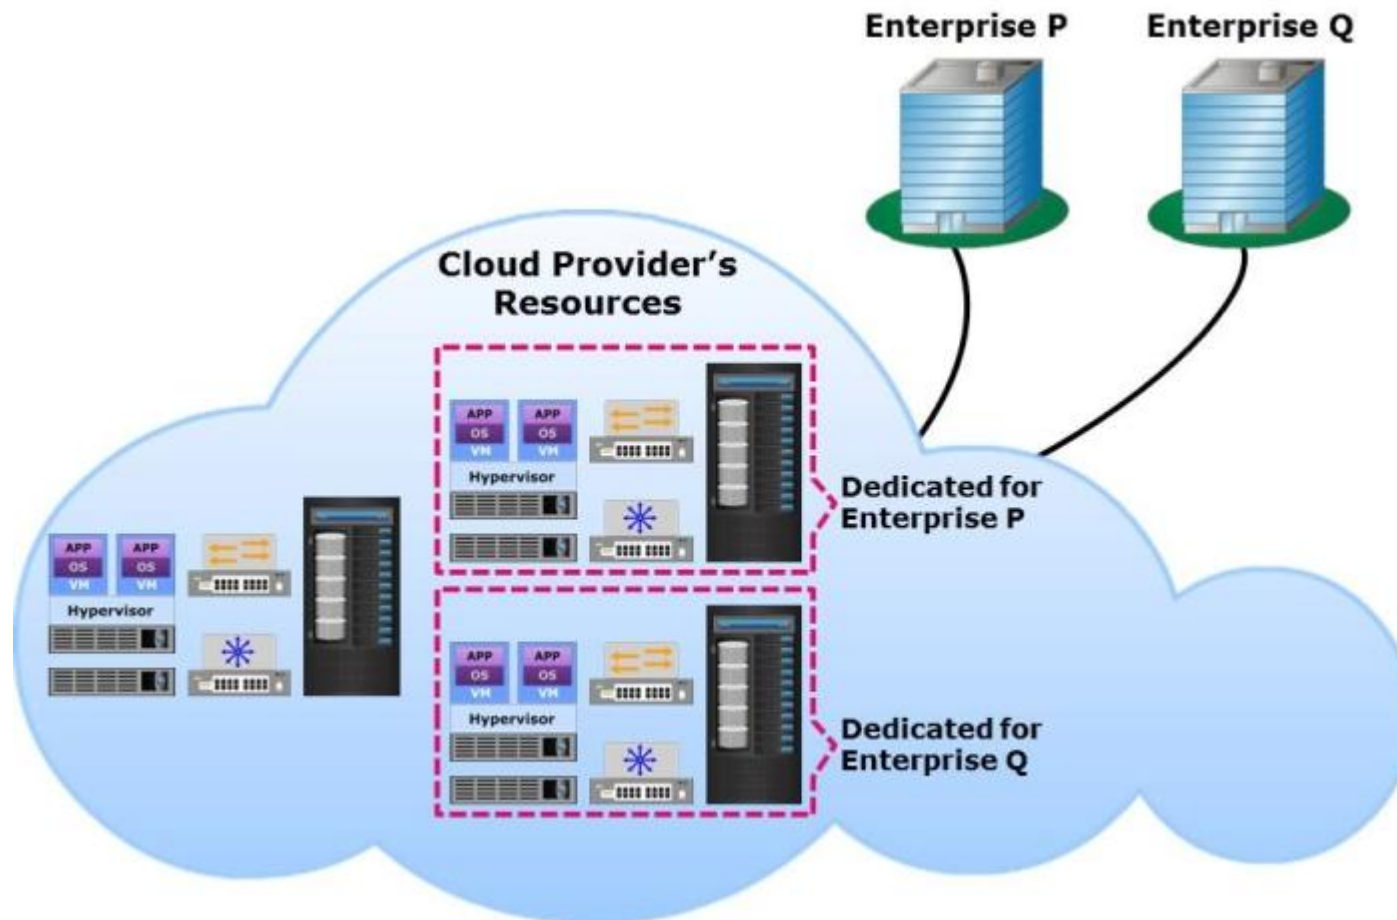 Enterprise P
Enterprise Q
Cloud Provider's
Resources
APP
APP
OS
OS
VM
VM
Hypervisor
Dedicated for
Enterprise P
APP
APP
OS
OS
VM
VM
Hypervisor
APP
APP
OS
OS
VM
VM
Hypervisor
Dedicated for
Enterprise Q